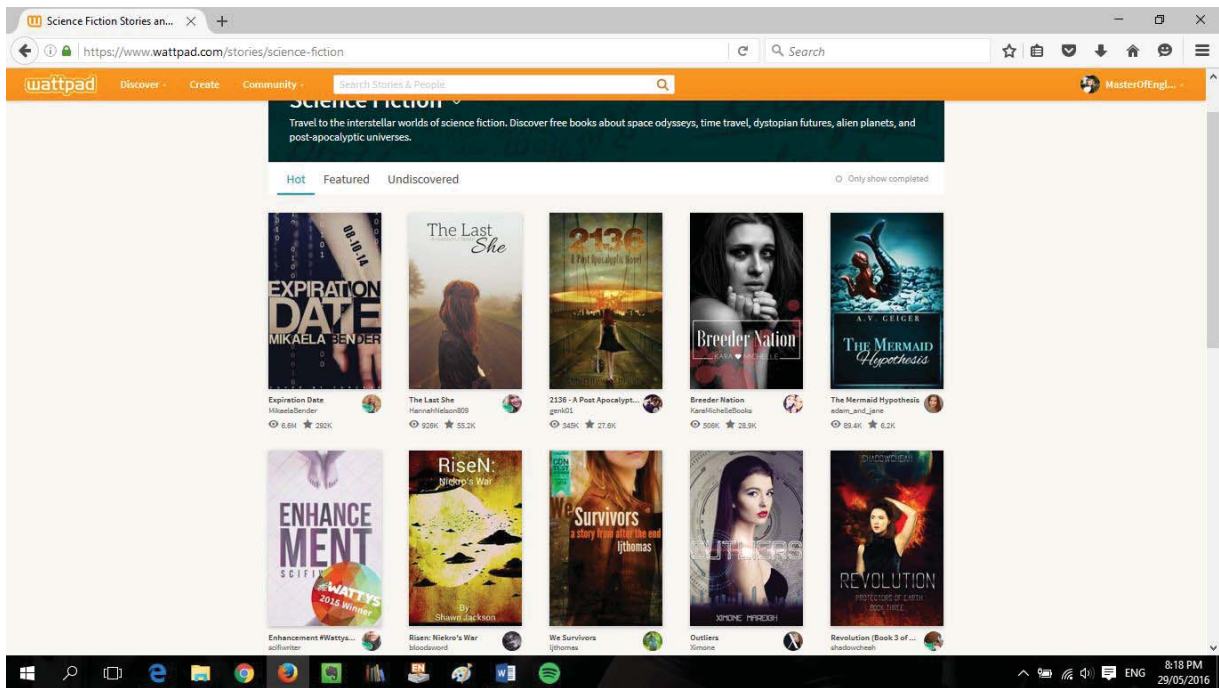 Science Fiction Stories an...
https://www.wattpad.com/stories/science-fiction
Search
wattpad
Discover
Create
Community
Search Stories & People
MasterOfEngl...
Science Fiction
Travel to the interstellar worlds of science fiction. Discover free books about space odysseys, time travel, dystopian futures, alien planets, and
post-apocalyptic universes.
Hot
Featured
Undiscovered
Only show completed
08-10-14
EXPIRATION
DATE
MIKAELA BENDER
The Last
She
2136
A Post Apocalyptic Novel
Breeder Nation
KARA MICHELLE
A.V. GEIGER
THE MERMAID
Hypothesis
Expiration Date
MikaelaBender
6.6M 292K
The Last She
HannahNelson809
926K 55.2K
2136 - A Post Apocalypt...
genk01
345K 27.6K
Breeder Nation
KaraMichelleBooks
506K 28.9K
The Mermaid Hypothesis
adam_and_jane
89.4K 6.2K
ENHANCE
MENT
SCIFI
#WATTYS
2015 Winner
RiseN:
Niekro's War
By
Shawn Jackson
CON
TEST
We Survivors
a story from after the end
ljthomas
OUTLIERS
XIMONE MAREIGH
SHADOWCHEAH
REVOLUTION
PROTECTORS OF EARTH
BOOK THREE
Enhancement #Wattys...
scifiwriter
Risen: Niekro's War
bloodsword
We Survivors
ljthomas
Outliers
Ximone
Revolution (Book 3 of ...
shadowcheah
ENG
8:18 PM
29/05/2016